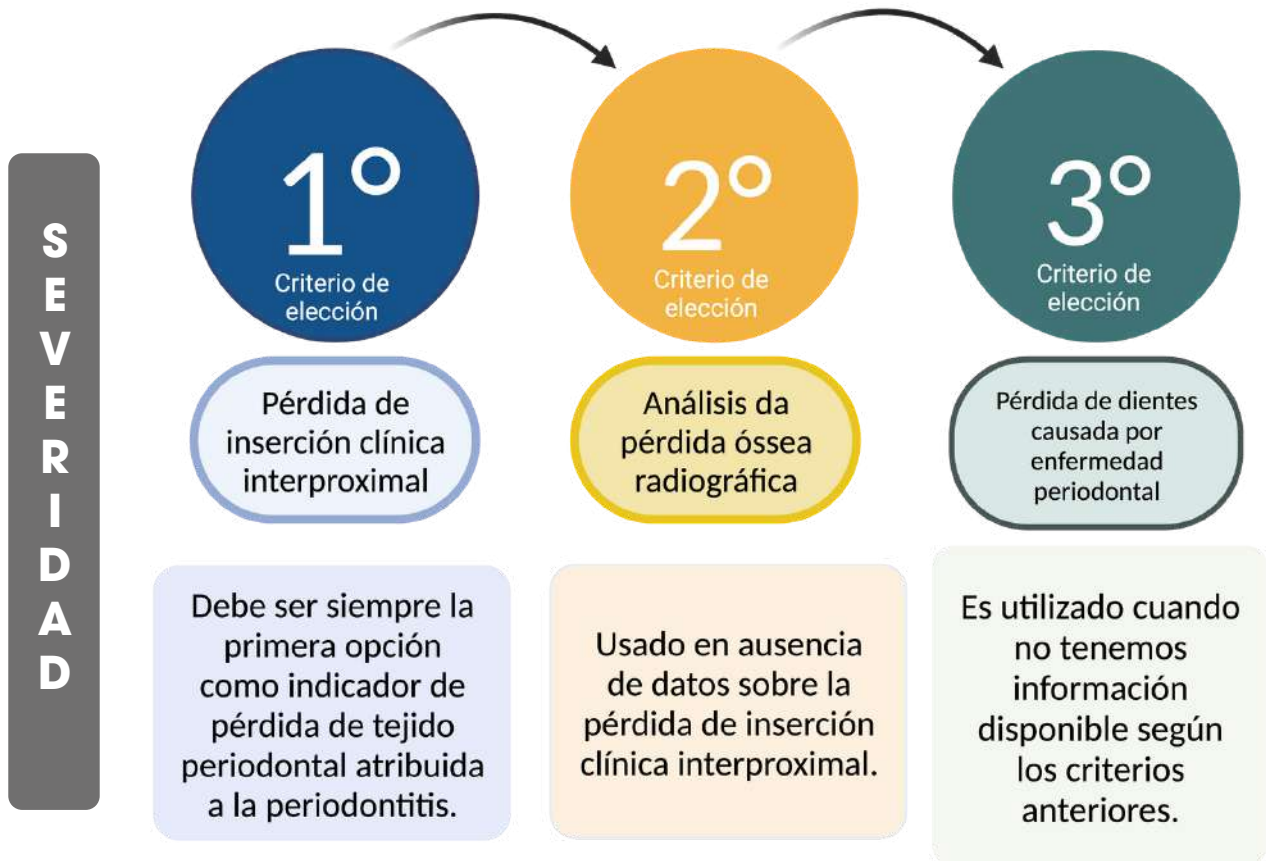 SEVERIDAD
1°
Criterio de
elección
Pérdida de
inserción clínica
interproximal
Debe ser siempre la
primera opción
como indicador de
pérdida de tejido
periodontal atribuida
a la periodontitis.
2°
Criterio de
elección
Análisis da
pérdida óssea
radiográfica
Usado en ausencia
de datos sobre la
pérdida de inserción
clínica interproximal.
3°
Criterio de
elección
Pérdida de dientes
causada por
enfermedad
periodontal
Es utilizado cuando
no tenemos
información
disponible según
los criterios
anteriores.